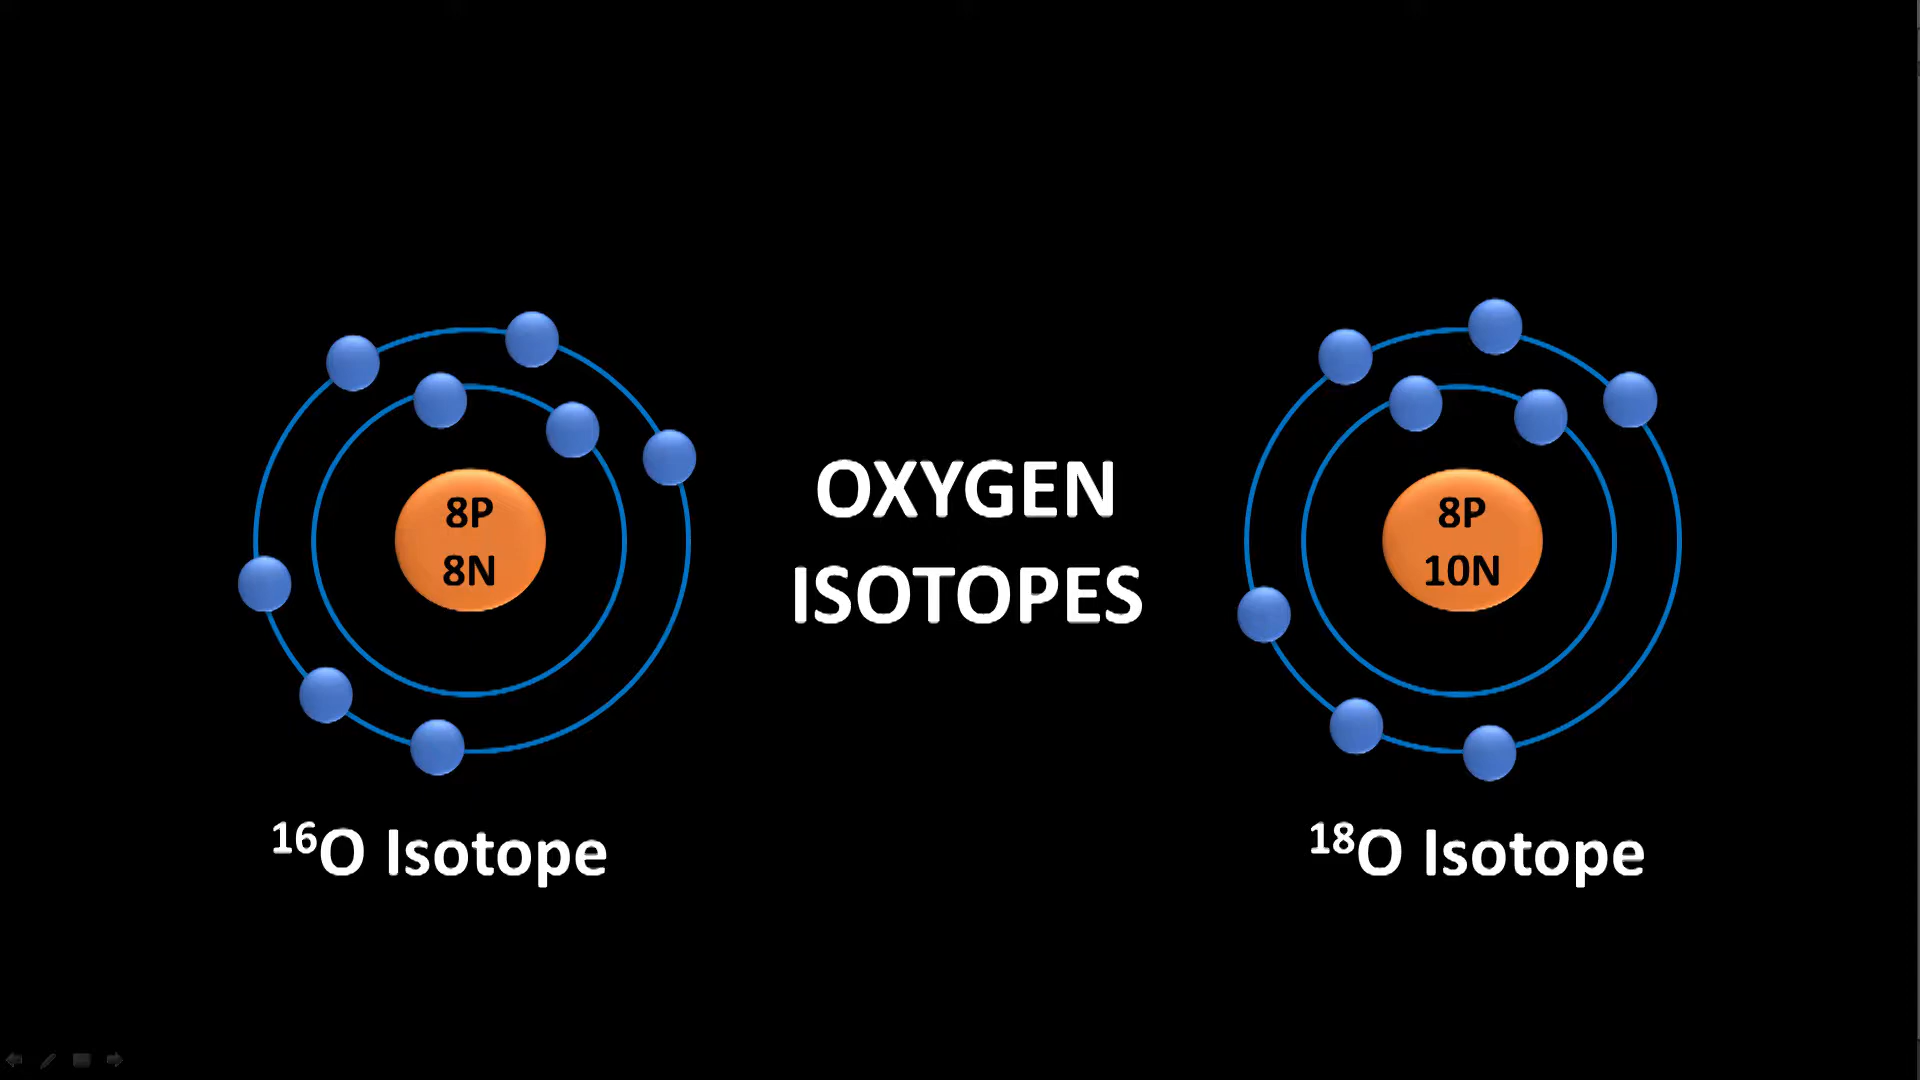 8P
8N
¹⁶O Isotope
OXYGEN
ISOTOPES
8P
10N
¹⁸O Isotope